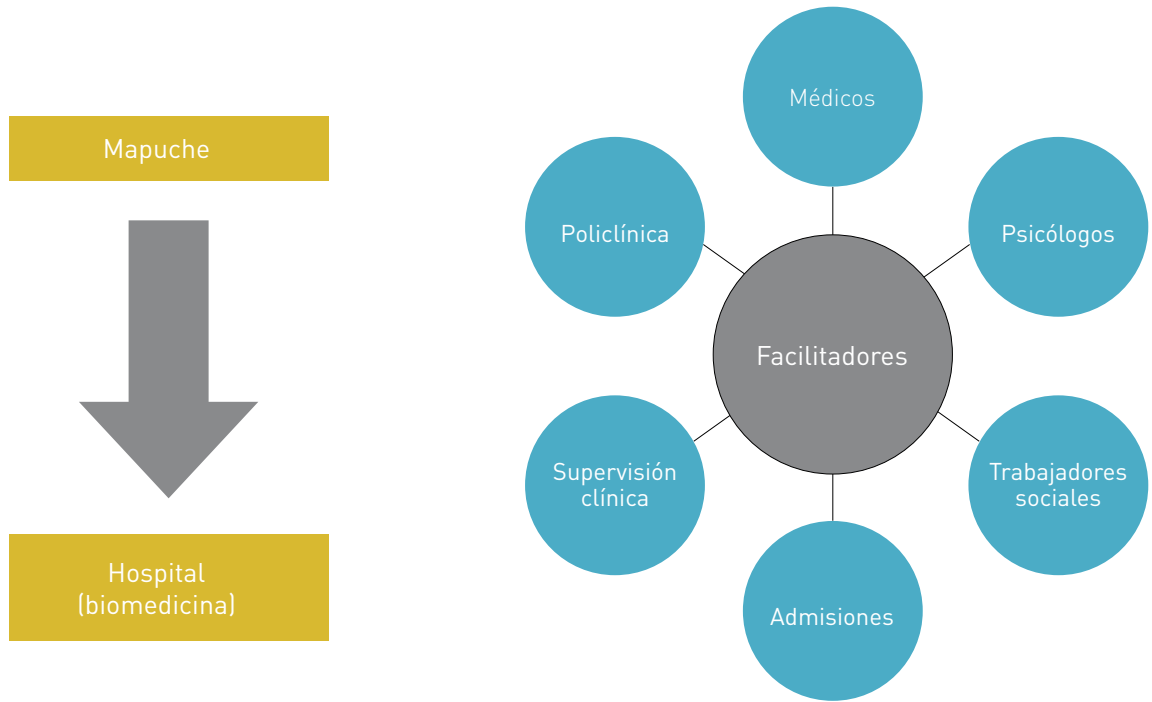 Mapuche
Hospital
(biomedicina)
Médicos
Policlínica
Psicólogos
Facilitadores
Supervisión
clínica
Trabajadores
sociales
Admisiones